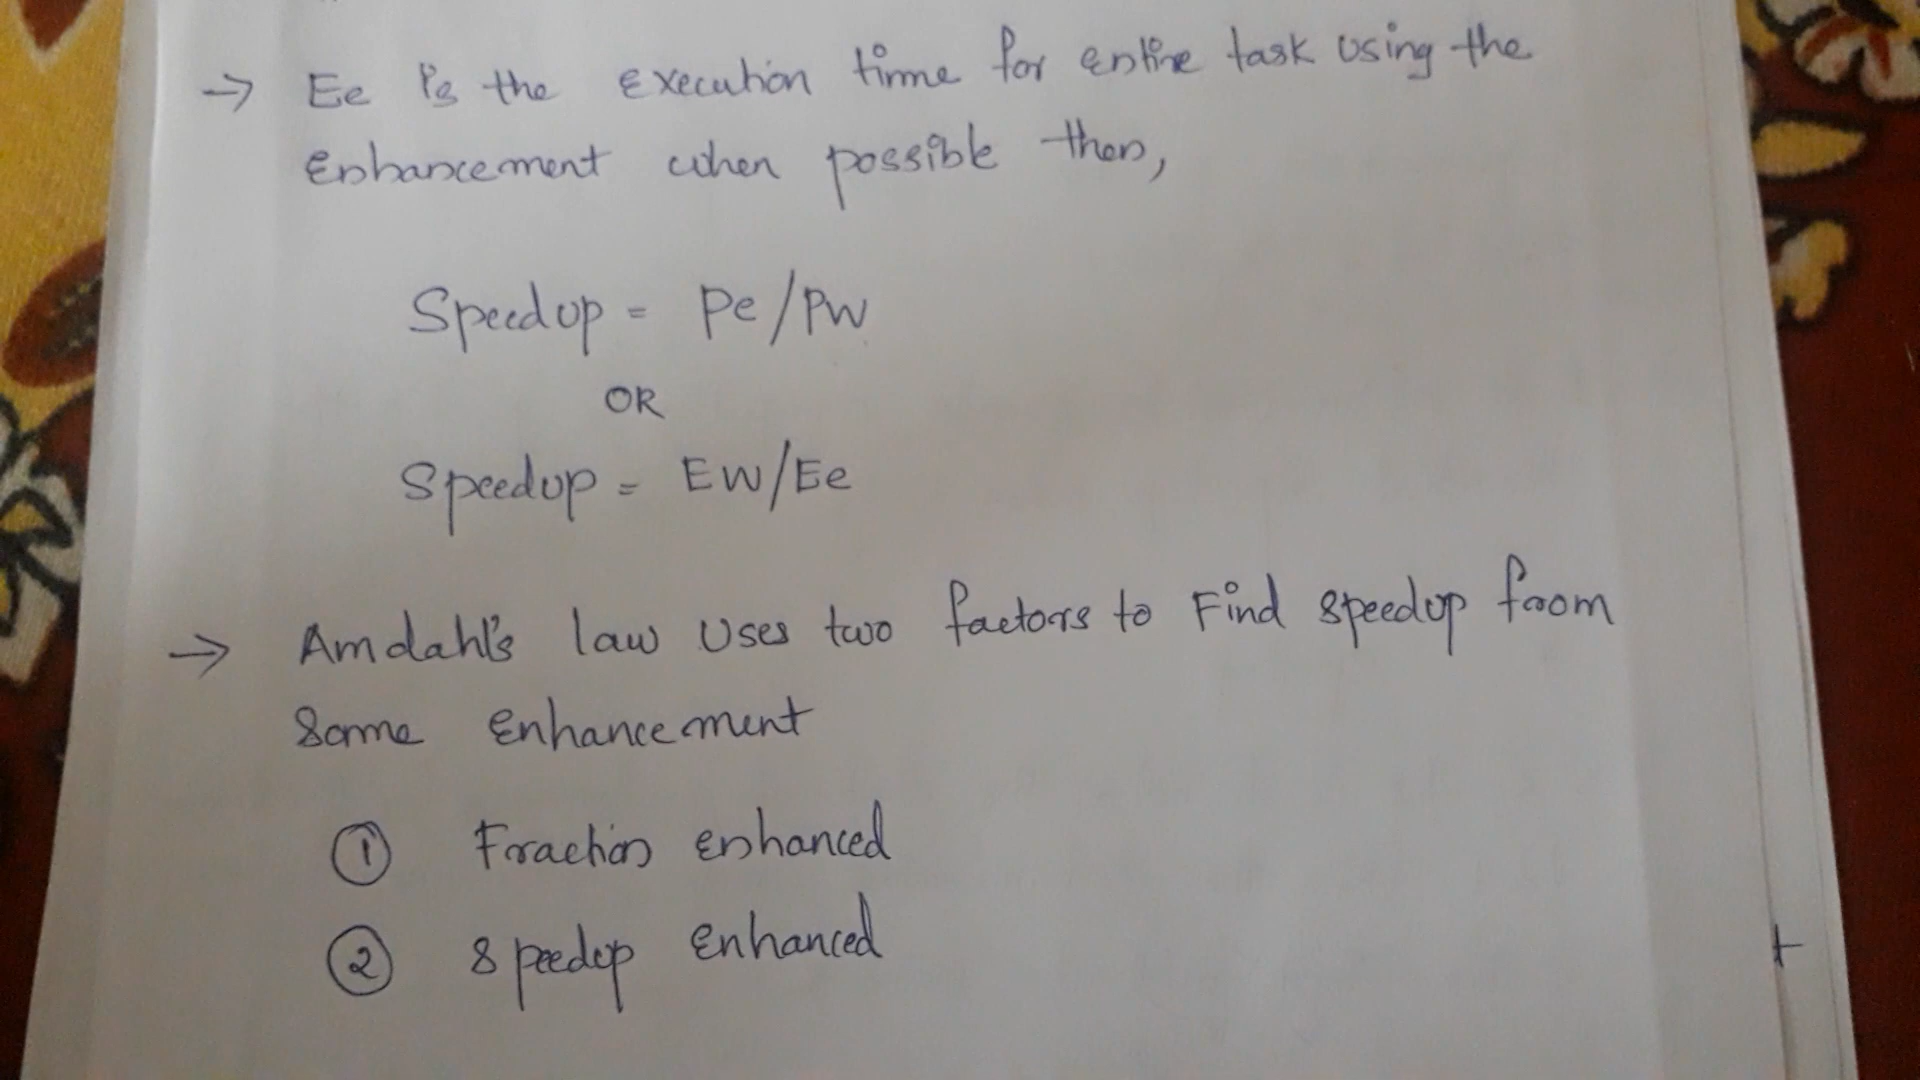 → Ee is the execution time for entire task using the
enhancement when possible then,
Speedup = Pe/Pw
OR
Speedup = Ew/Ee
→ Amdahl's law uses two factors to find speedup from
some enhancement
① Fraction enhanced
② speedup enhanced